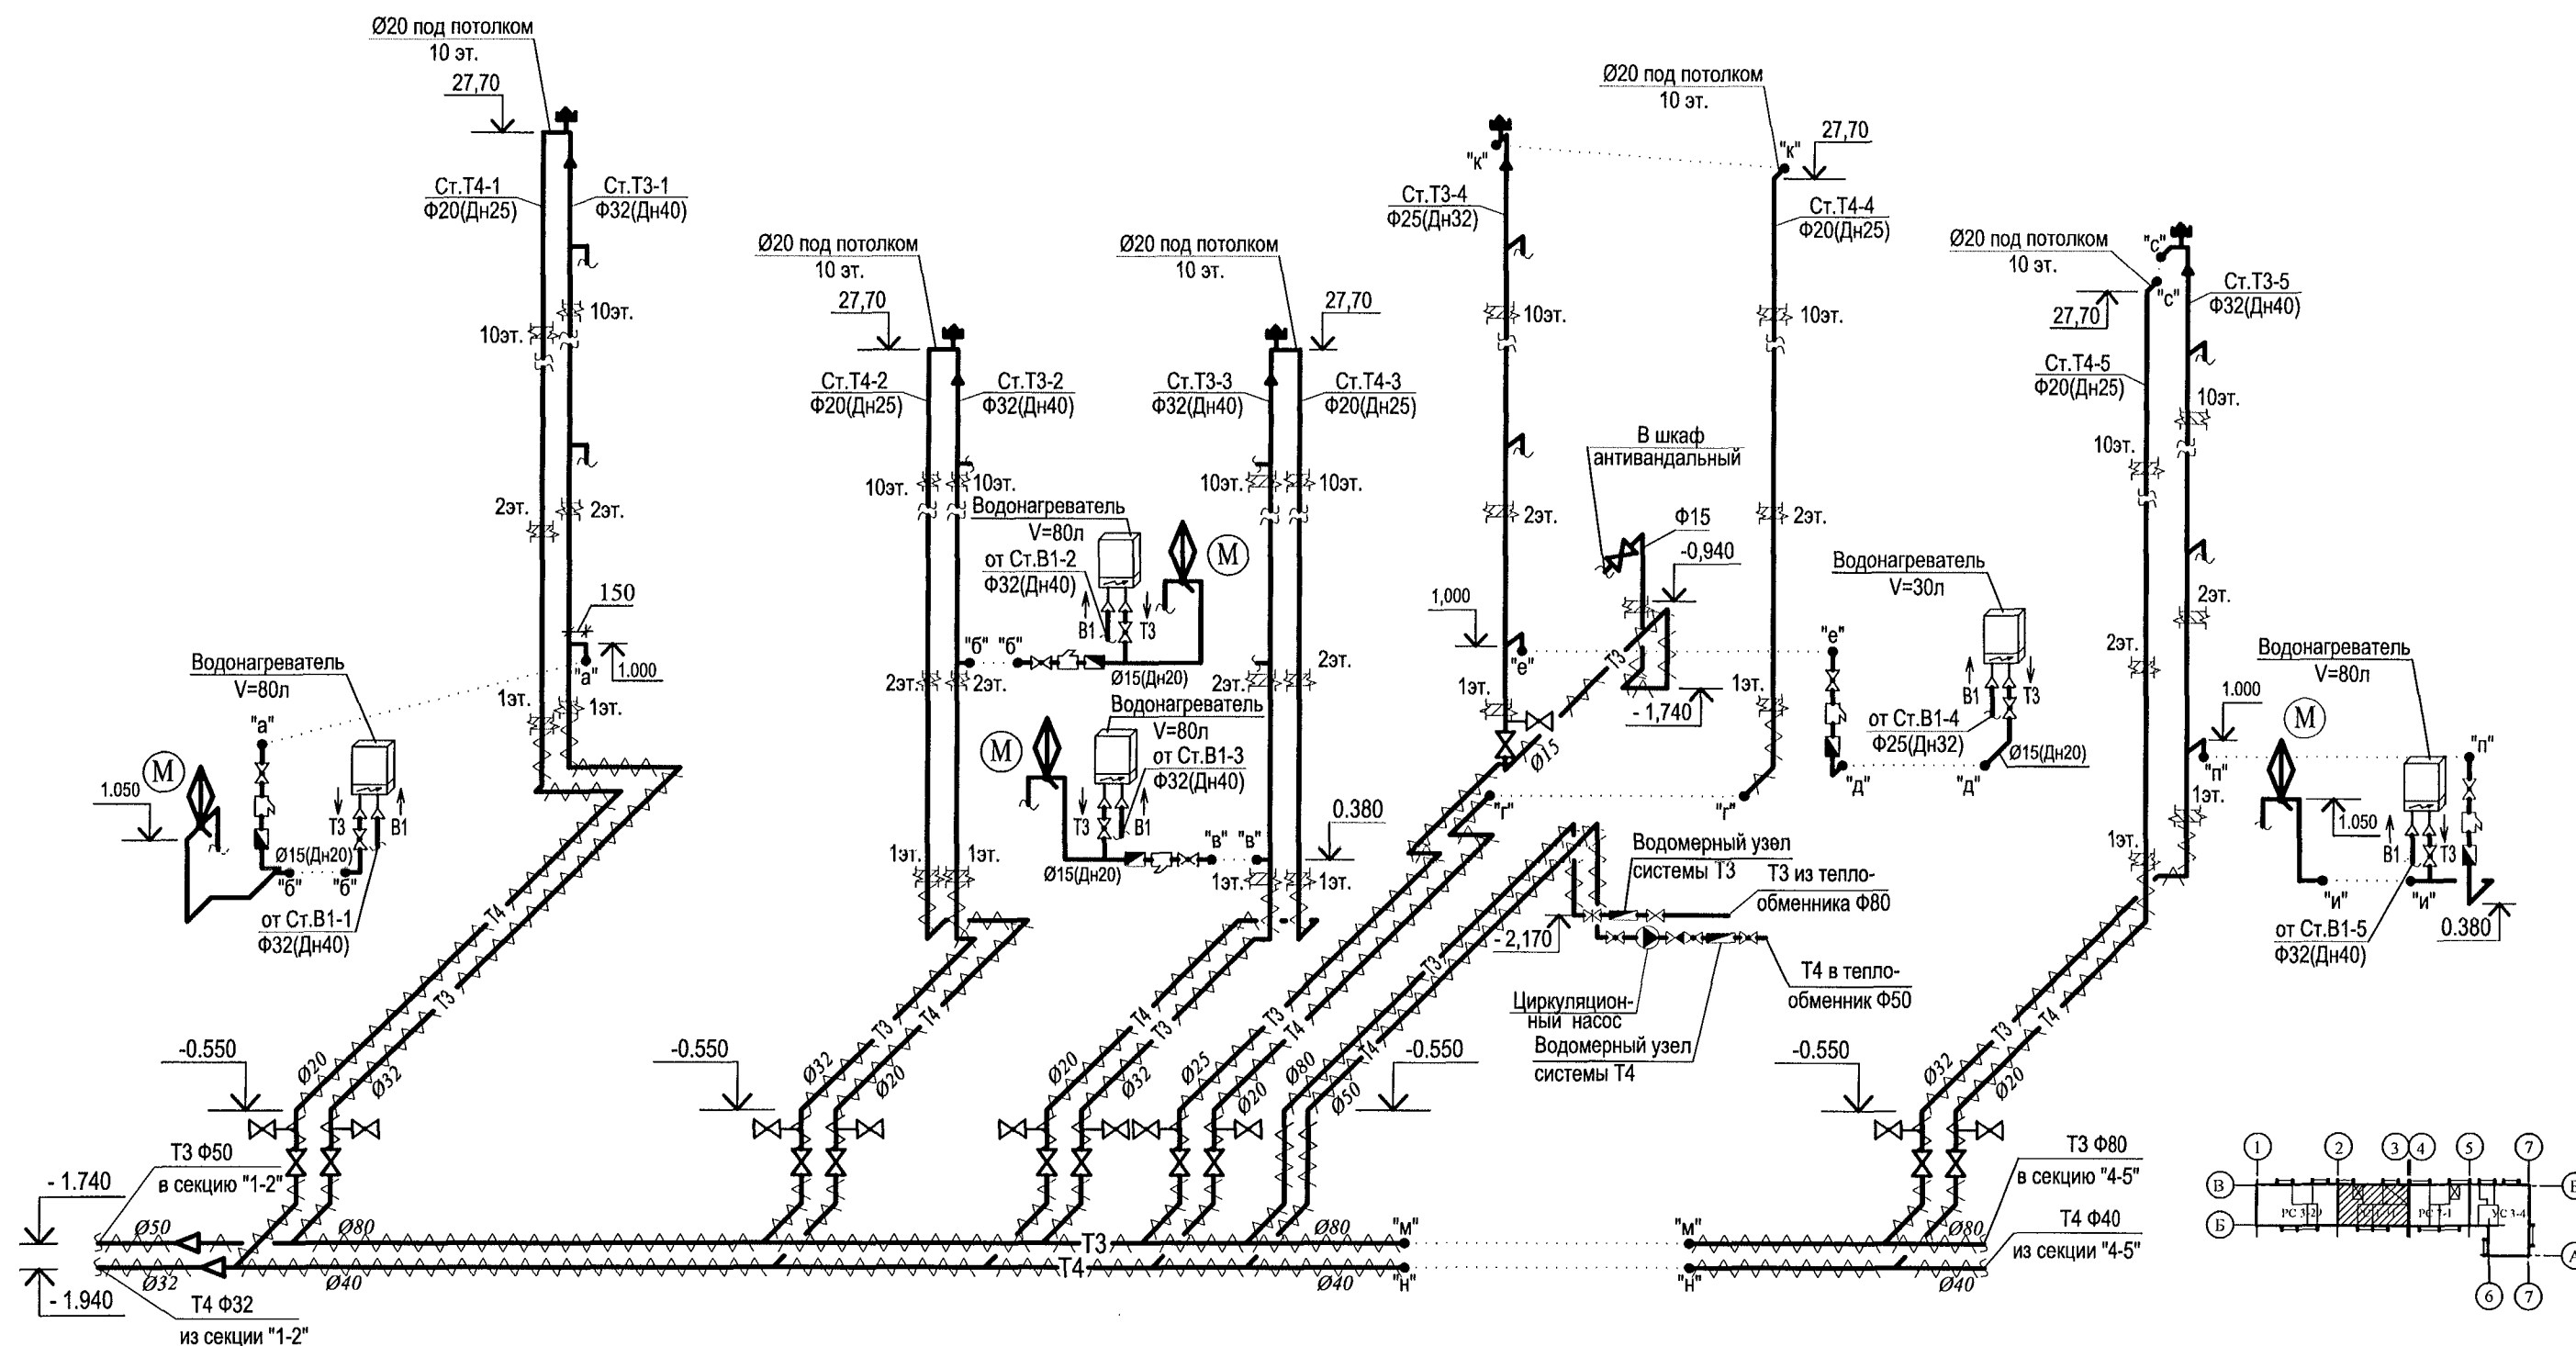 Ø20 под потолком
10 эт.
27,70
Ст.Т4-1
Ф20(Дн25)
Ст.Т3-1
Ф32(Дн40)
10эт.
10эт.
2эт.
2эт.
150
1.000
"а"
1эт.
1эт.
Водонагреватель
V=80л
"а"
М
1.050
Т3
В1
Ø15(Дн20)
"б"
"б"
от Ст.В1-1
Ф32(Дн40)
Т4
Т3
Ø20
Ø32
-0.550
Т3 Ф50
в секцию "1-2"
- 1.740
Ø50
Ø80
Ø32
Ø40
- 1.940
Т4 Ф32
из секции "1-2"
Ø20 под потолком
10 эт.
27,70
Ст.Т4-2
Ф20(Дн25)
Ст.Т3-2
Ф32(Дн40)
10эт.
10эт.
Водонагреватель
V=80л
от Ст.В1-2
Ф32(Дн40)
В1
Т3
М
"б"
"б"
Ø15(Дн20)
2эт.
2эт.
1эт.
1эт.
Т3
Т4
Ø32
Ø20
-0.550
Ø20 под потолком
10 эт.
27,70
Ст.Т3-3
Ф32(Дн40)
Ст.Т4-3
Ф20(Дн25)
10эт.
10эт.
2эт.
2эт.
Водонагреватель
V=80л
от Ст.В1-3
Ф32(Дн40)
М
Т3
В1
"в"
"в"
Ø15(Дн20)
0.380
1эт.
1эт.
Т4
Т3
Ø20
Ø32
Ø20 под потолком
10 эт.
27,70
"к"
"к"
Ст.Т3-4
Ф25(Дн32)
Ст.Т4-4
Ф20(Дн25)
10эт.
10эт.
2эт.
2эт.
В шкаф
антивандальный
Ф15
-0,940
1,000
"е"
Т3
- 1,740
1эт.
1эт.
Ø15
"г"
"г"
Т3
Т4
Ø25
Ø20
"е"
"д"
"д"
Водонагреватель
V=30л
В1
Т3
от Ст.В1-4
Ф25(Дн32)
Ø15(Дн20)
Водомерный узел
системы Т3
Т3 из тепло-
обменника Ф80
- 2,170
Т4 в тепло-
обменник Ф50
Циркуляцион-
ный насос
Водомерный узел
системы Т4
Т3
Т4
Ø80
Ø50
-0.550
Т3
Т4
Ø80
Ø40
"м"
"н"
"м"
"н"
Ø20 под потолком
10 эт.
27,70
"с"
"с"
Ст.Т3-5
Ф32(Дн40)
Ст.Т4-5
Ф20(Дн25)
10эт.
10эт.
2эт.
2эт.
1.000
"п"
1эт.
1эт.
Водонагреватель
V=80л
М
"п"
1.050
В1
Т3
"и"
"и"
0.380
от Ст.В1-5
Ф32(Дн40)
Т3
Т4
Ø32
Ø20
-0.550
Т3 Ф80
в секцию "4-5"
Ø80
Т4 Ф40
из секции "4-5"
Ø40
1
2
3
4
5
7
В
Б
УС 3-4
6
7